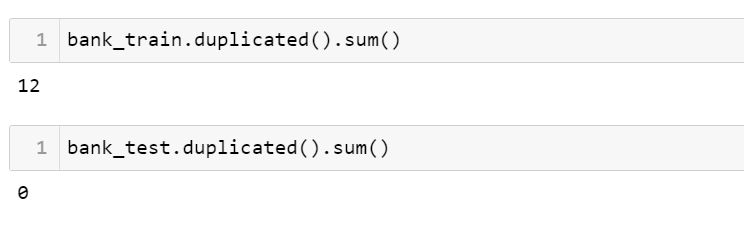 1 bank_train.duplicated().sum()
12
1 bank_test.duplicated().sum()
0